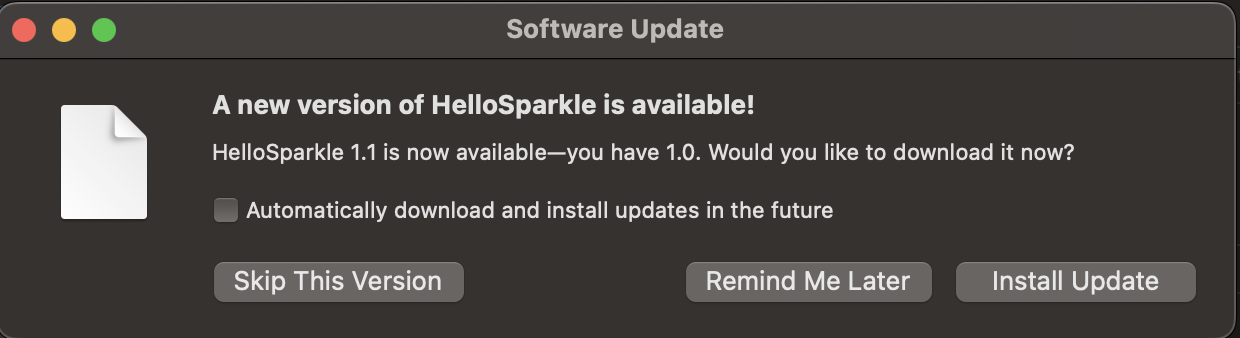 Software Update
A new version of HelloSparkle is available!
HelloSparkle 1.1 is now available—you have 1.0. Would you like to download it now?
Automatically download and install updates in the future
Skip This Version
Remind Me Later
Install Update